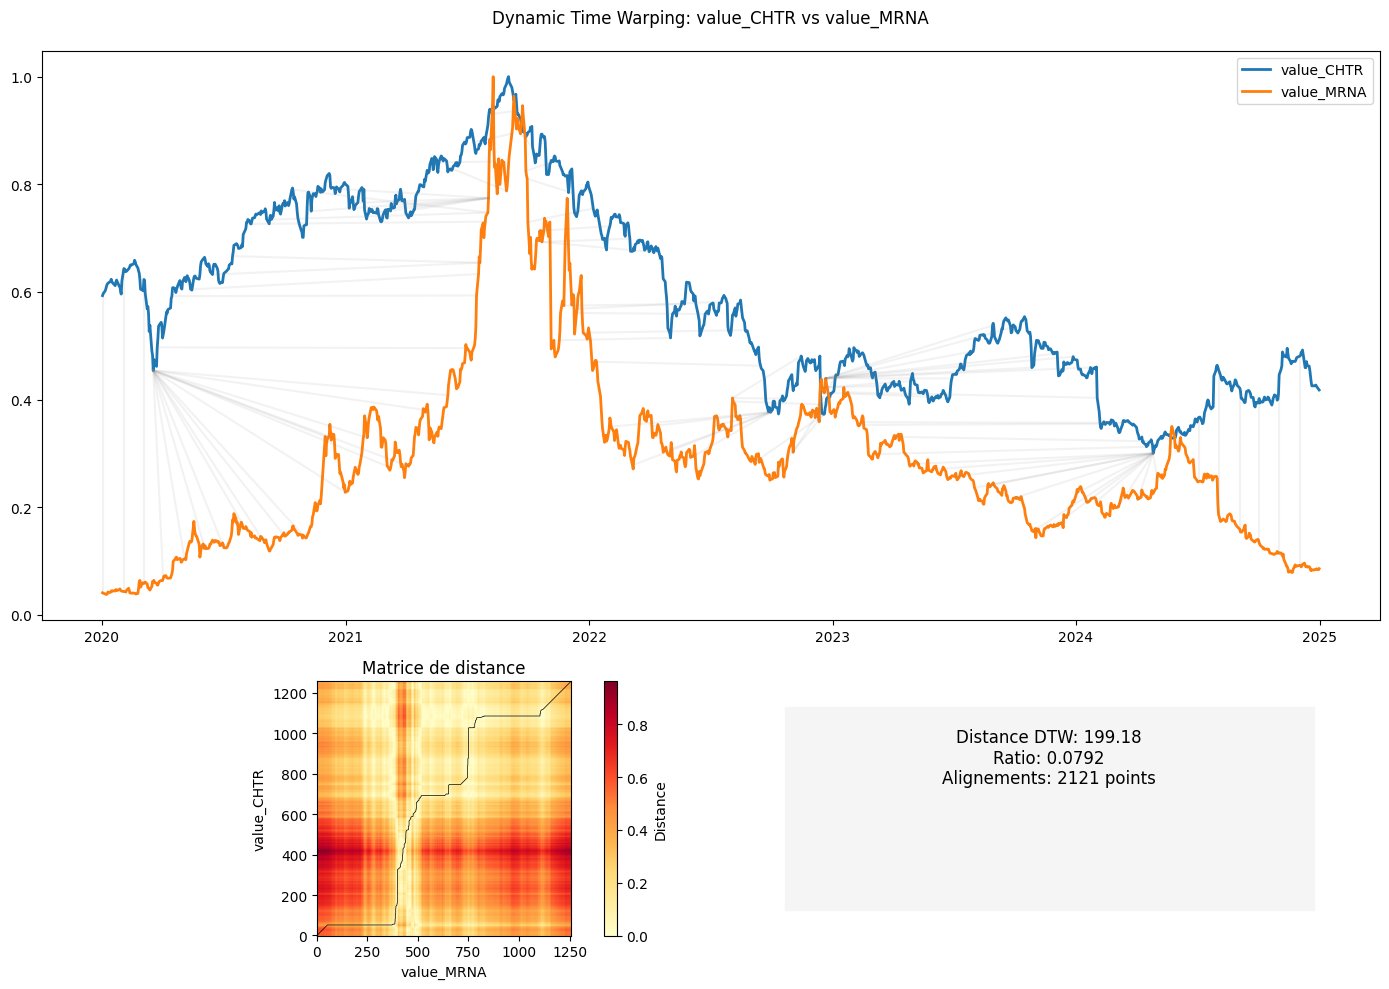 Dynamic Time Warping: value_CHTR vs value_MRNA
value_CHTR
value_MRNA
1.0
0.8
0.6
0.4
0.2
0.0
2020 2021 2022 2023 2024 2025
Matrice de distance
value_CHTR
1200
1000
800
600
400
200
0
0 250 500 750 1000 1250
value_MRNA
0.8
0.6
0.4
0.2
0.0
Distance
Distance DTW: 199.18
Ratio: 0.0792
Alignements: 2121 points